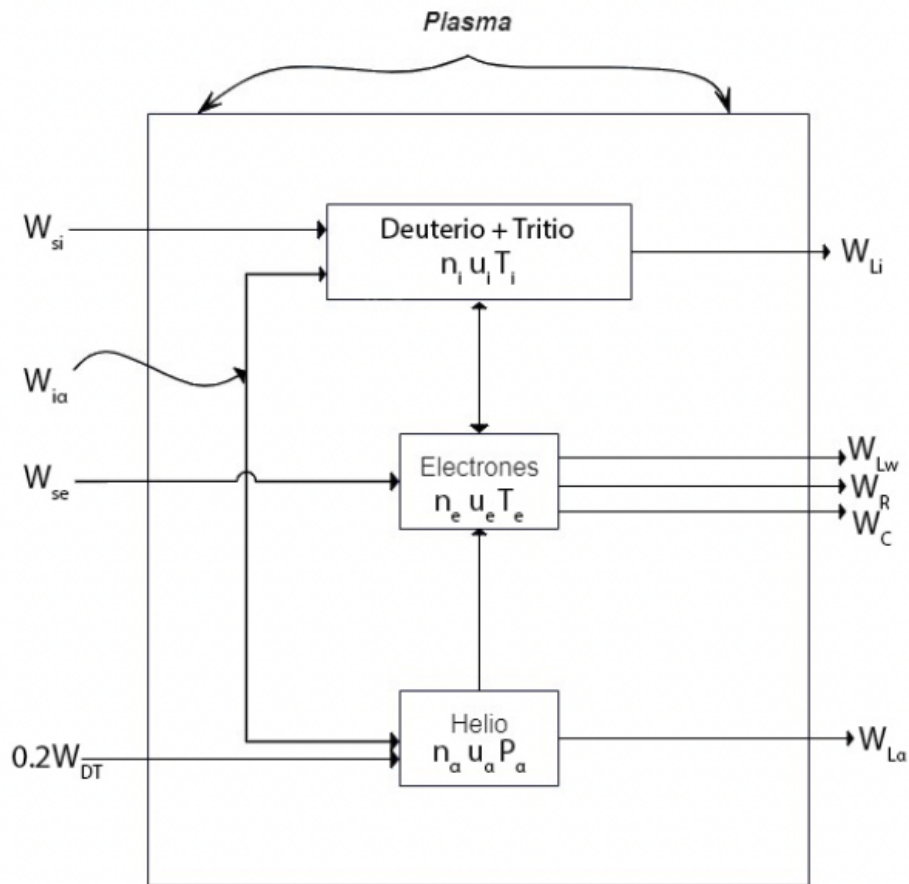 Plasma
W_si
Deuterio + Tritio
n_i u_i T_i
W_Li
W_iα
W_se
Electrones
n_e u_e T_e
W_Lw
W_R
W_C
Helio
n_α u_α P_α
0.2W_DT
W_Lα